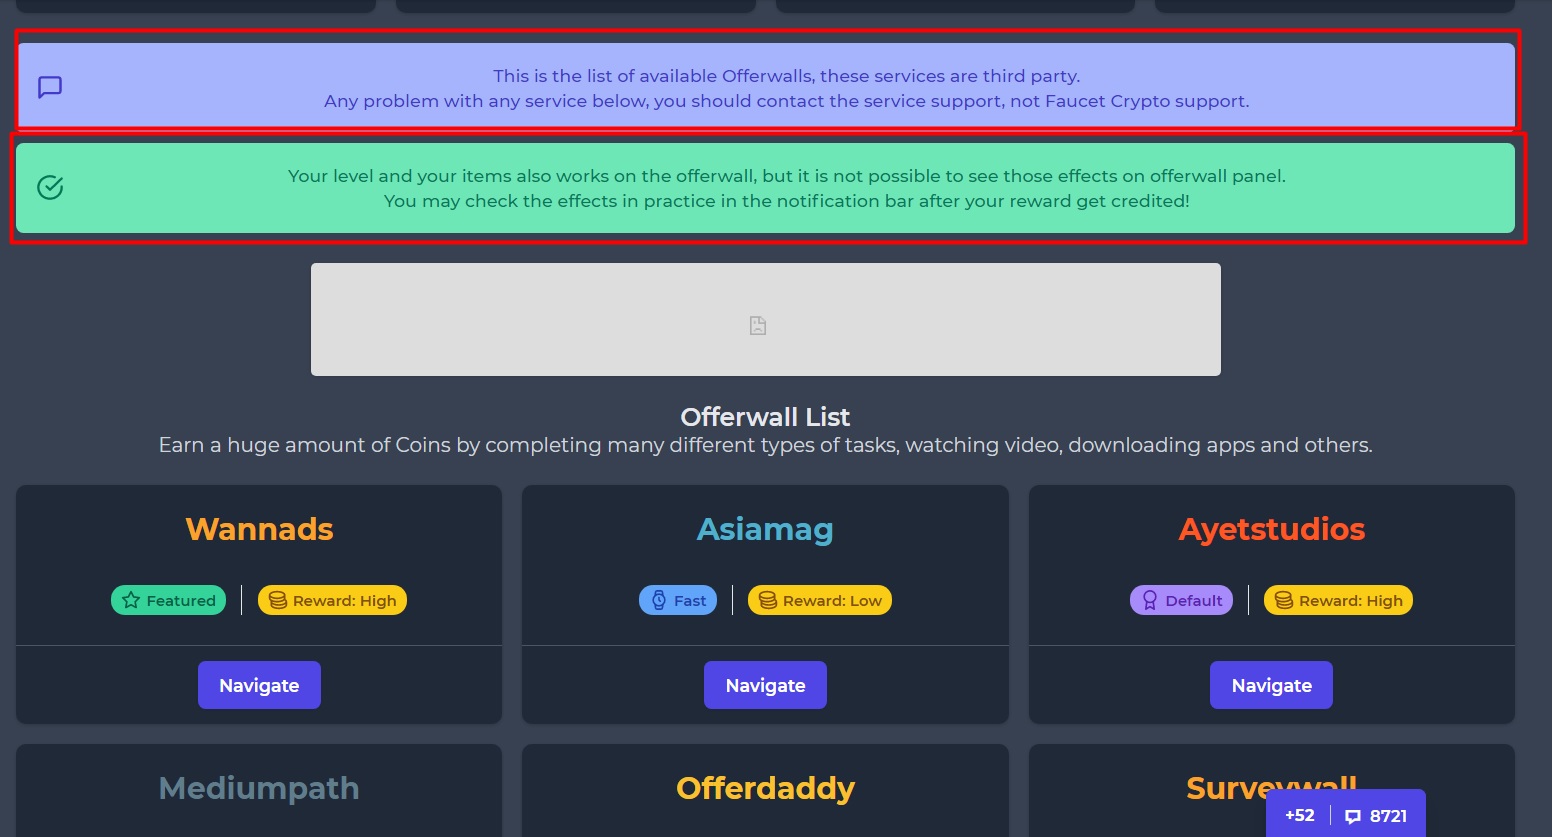 This is the list of available Offerwalls, these services are third party.
Any problem with any service below, you should contact the service support, not Faucet Crypto support.
Your level and your items also works on the offerwall, but it is not possible to see those effects on offerwall panel.
You may check the effects in practice in the notification bar after your reward get credited!
Offerwall List
Earn a huge amount of Coins by completing many different types of tasks, watching video, downloading apps and others.
Wannads
Asiamag
Ayetstudios
Featured
Reward: High
Fast
Reward: Low
Default
Reward: High
Navigate
Navigate
Navigate
Mediumpath
Offerdaddy
Surveywall
+52
8721